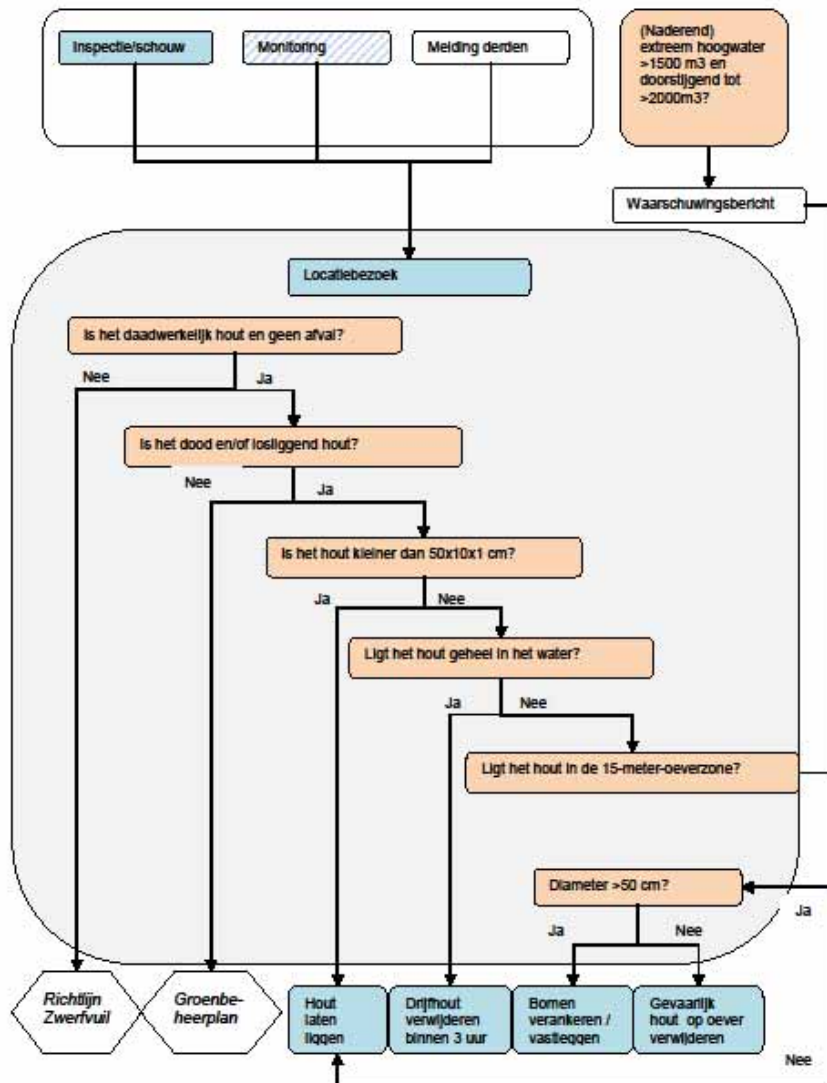 Inspectie/schouw
Monitoring
Melding derden
(Naderend)
extreem hoogwater
>1500 m3 en
doorstijgend tot
>2000m3?
Waarschuwingsbericht
Locatiebezoek
Is het daadwerkelijk hout en geen afval?
Nee
Ja
Is het dood en/of losliggend hout?
Nee
Ja
Is het hout kleiner dan 50x10x1 cm?
Ja
Nee
Ligt het hout geheel in het water?
Ja
Nee
Ligt het hout in de 15-meter-oeverzone?
Diameter >50 cm?
Ja
Ja
Nee
Richtlijn
Zwerfvuil
Groenbe-
heerplan
Hout
laten
liggen
Drijfhout
verwijderen
binnen 3 uur
Bomen
verankeren /
vastleggen
Gevaarlijk
hout op oever
verwijderen
Nee